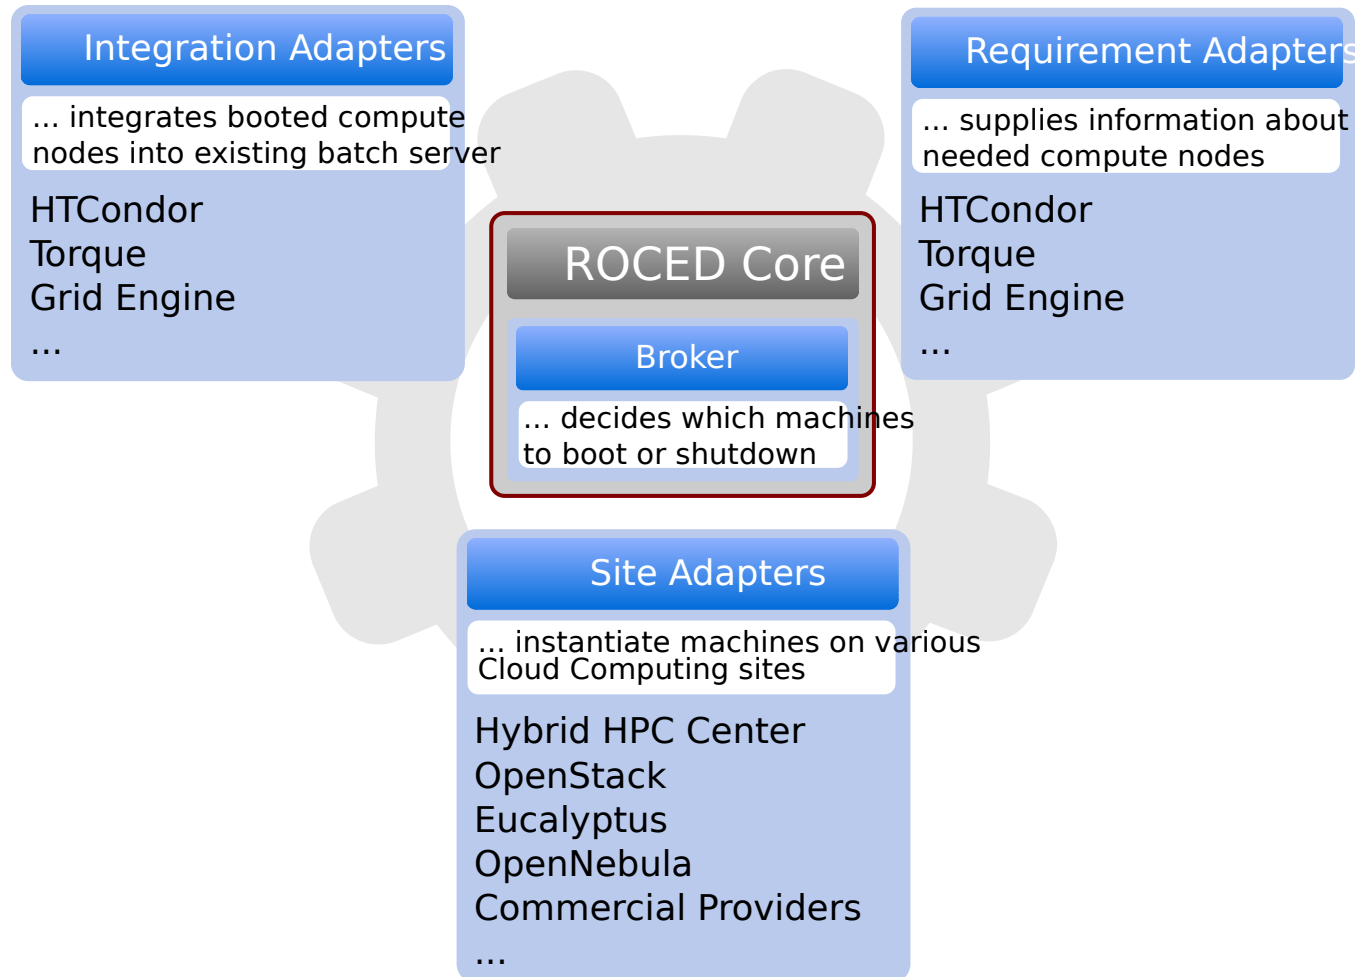 Integration Adapters
... integrates booted compute
nodes into existing batch server
HTCondor
Torque
Grid Engine
...
Requirement Adapters
... supplies information about
needed compute nodes
HTCondor
Torque
Grid Engine
...
ROCED Core
Broker
... decides which machines
to boot or shutdown
Site Adapters
... instantiate machines on various
Cloud Computing sites
Hybrid HPC Center
OpenStack
Eucalyptus
OpenNebula
Commercial Providers
...